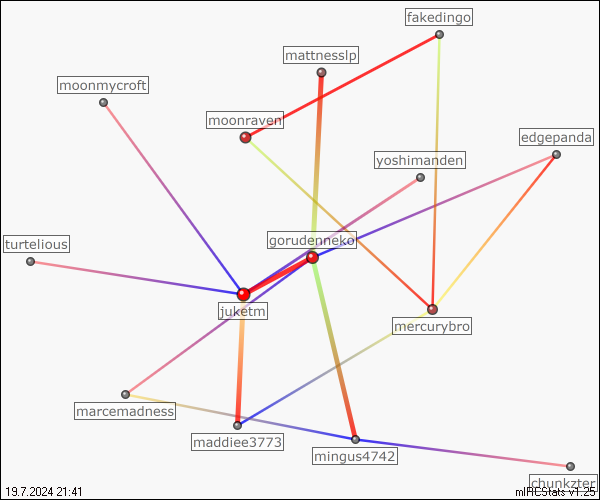 fakedingo
mattnesslp
moonmycroft
moonraven
edgepanda
yoshimanden
turtelious
gorudenneko
juketm
mercurybro
marcemadness
maddiee3773
mingus4742
chunkzter
19.7.2024 21:41
mIRCStats v1.25